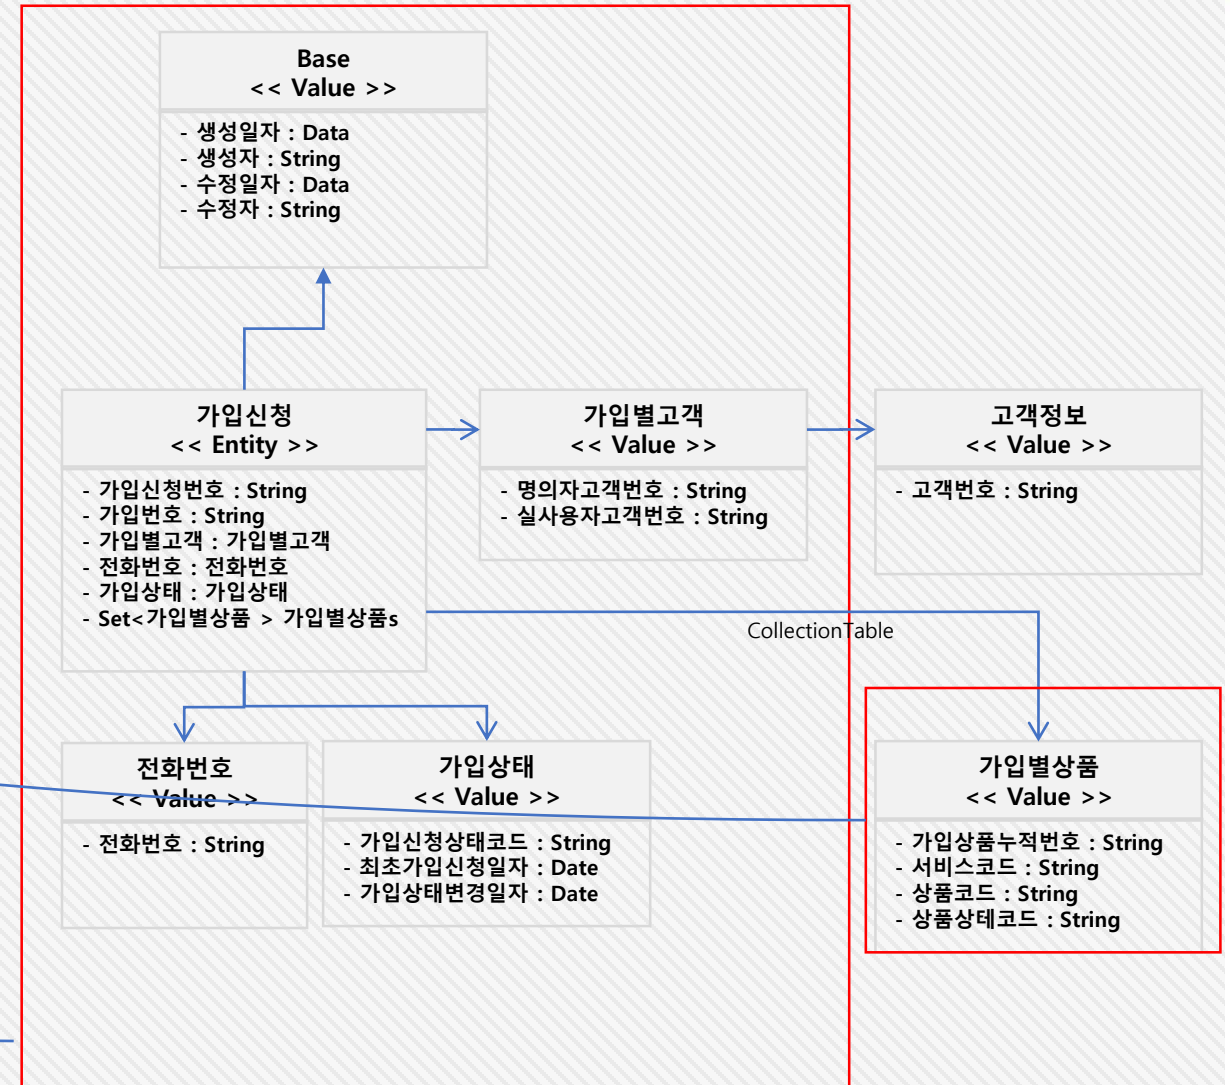 Base
<< Value >>
- 생성일자 : Data
- 생성자 : String
- 수정일자 : Data
- 수정자 : String
가입신청
<< Entity >>
- 가입신청번호 : String
- 가입번호 : String
- 가입별고객 : 가입별고객
- 전화번호 : 전화번호
- 가입상태 : 가입상태
- Set<가입별상품 > 가입별상품s
가입별고객
<< Value >>
- 명의자고객번호 : String
- 실사용자고객번호 : String
고객정보
<< Value >>
- 고객번호 : String
CollectionTable
전화번호
<< Value >>
- 전화번호 : String
가입상태
<< Value >>
- 가입신청상태코드 : String
- 최초가입신청일자 : Date
- 가입상태변경일자 : Date
가입별상품
<< Value >>
- 가입상품누적번호 : String
- 서비스코드 : String
- 상품코드 : String
- 상품상테코드 : String